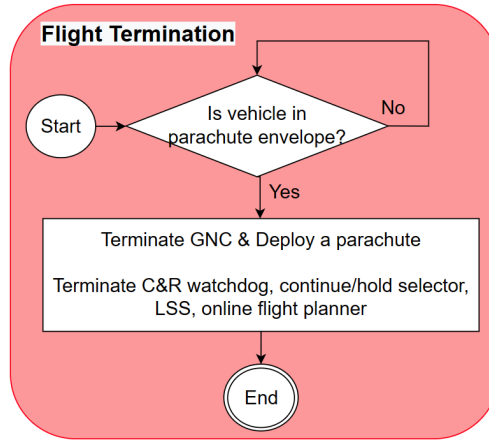 Flight Termination
Start
Is vehicle in
parachute envelope?
No
Yes
Terminate GNC & Deploy a parachute
Terminate C&R watchdog, continue/hold selector,
LSS, online flight planner
End